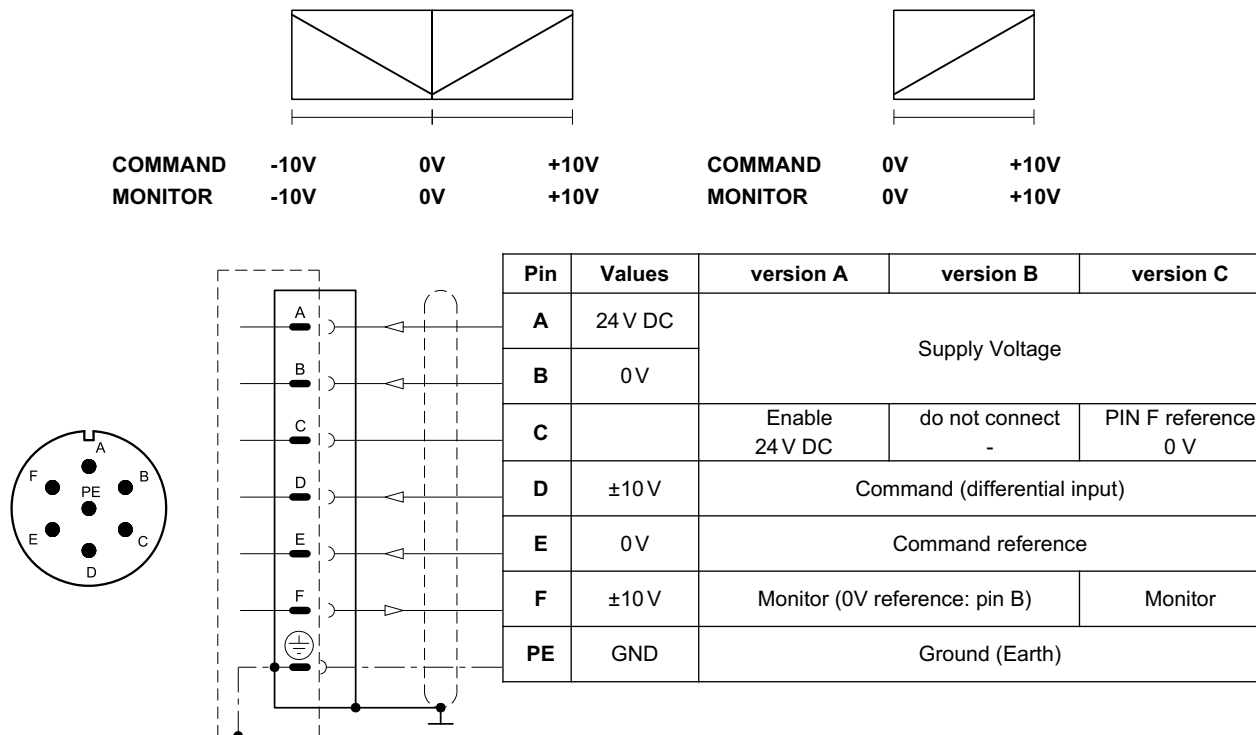 COMMAND -10V 0V +10V COMMAND 0V +10V
MONITOR -10V 0V +10V MONITOR 0V +10V
Pin Values version A version B version C
A 24 V DC
Supply Voltage
B 0 V
C Enable do not connect PIN F reference
24 V DC - 0 V
D ±10 V Command (differential input)
E 0 V Command reference
F ±10 V Monitor (0V reference: pin B) Monitor
PE GND Ground (Earth)
A
B
C
D
E
F
A
F B
PE
E C
D